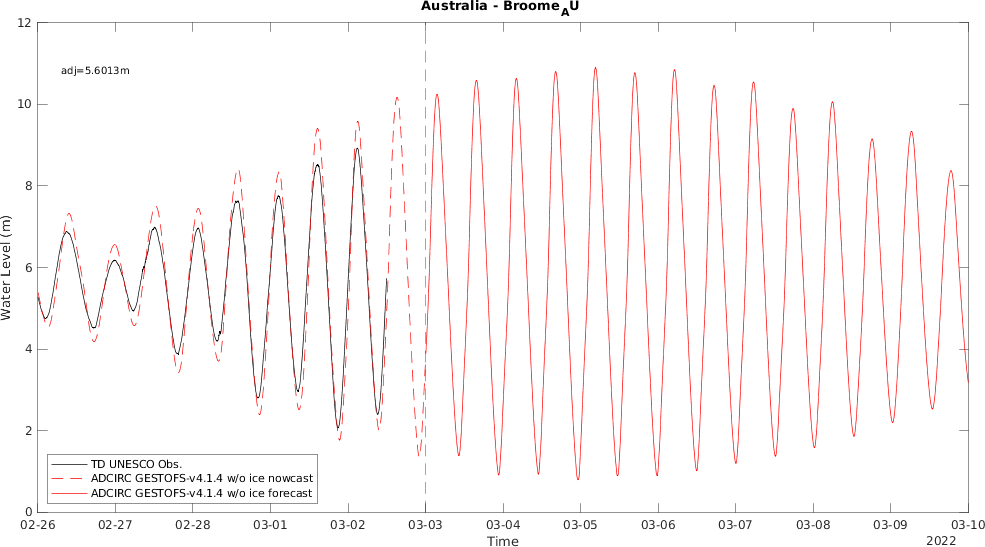 Australia - Broome_AU
12
adj=5.6013m
10
8
6
4
2
0
Water Level (m)
TD UNESCO Obs.
ADCIRC GESTOFS-v4.1.4 w/o ice nowcast
ADCIRC GESTOFS-v4.1.4 w/o ice forecast
02-26 02-27 02-28 03-01 03-02 03-03 03-04 03-05 03-06 03-07 03-08 03-09 03-10
Time
2022